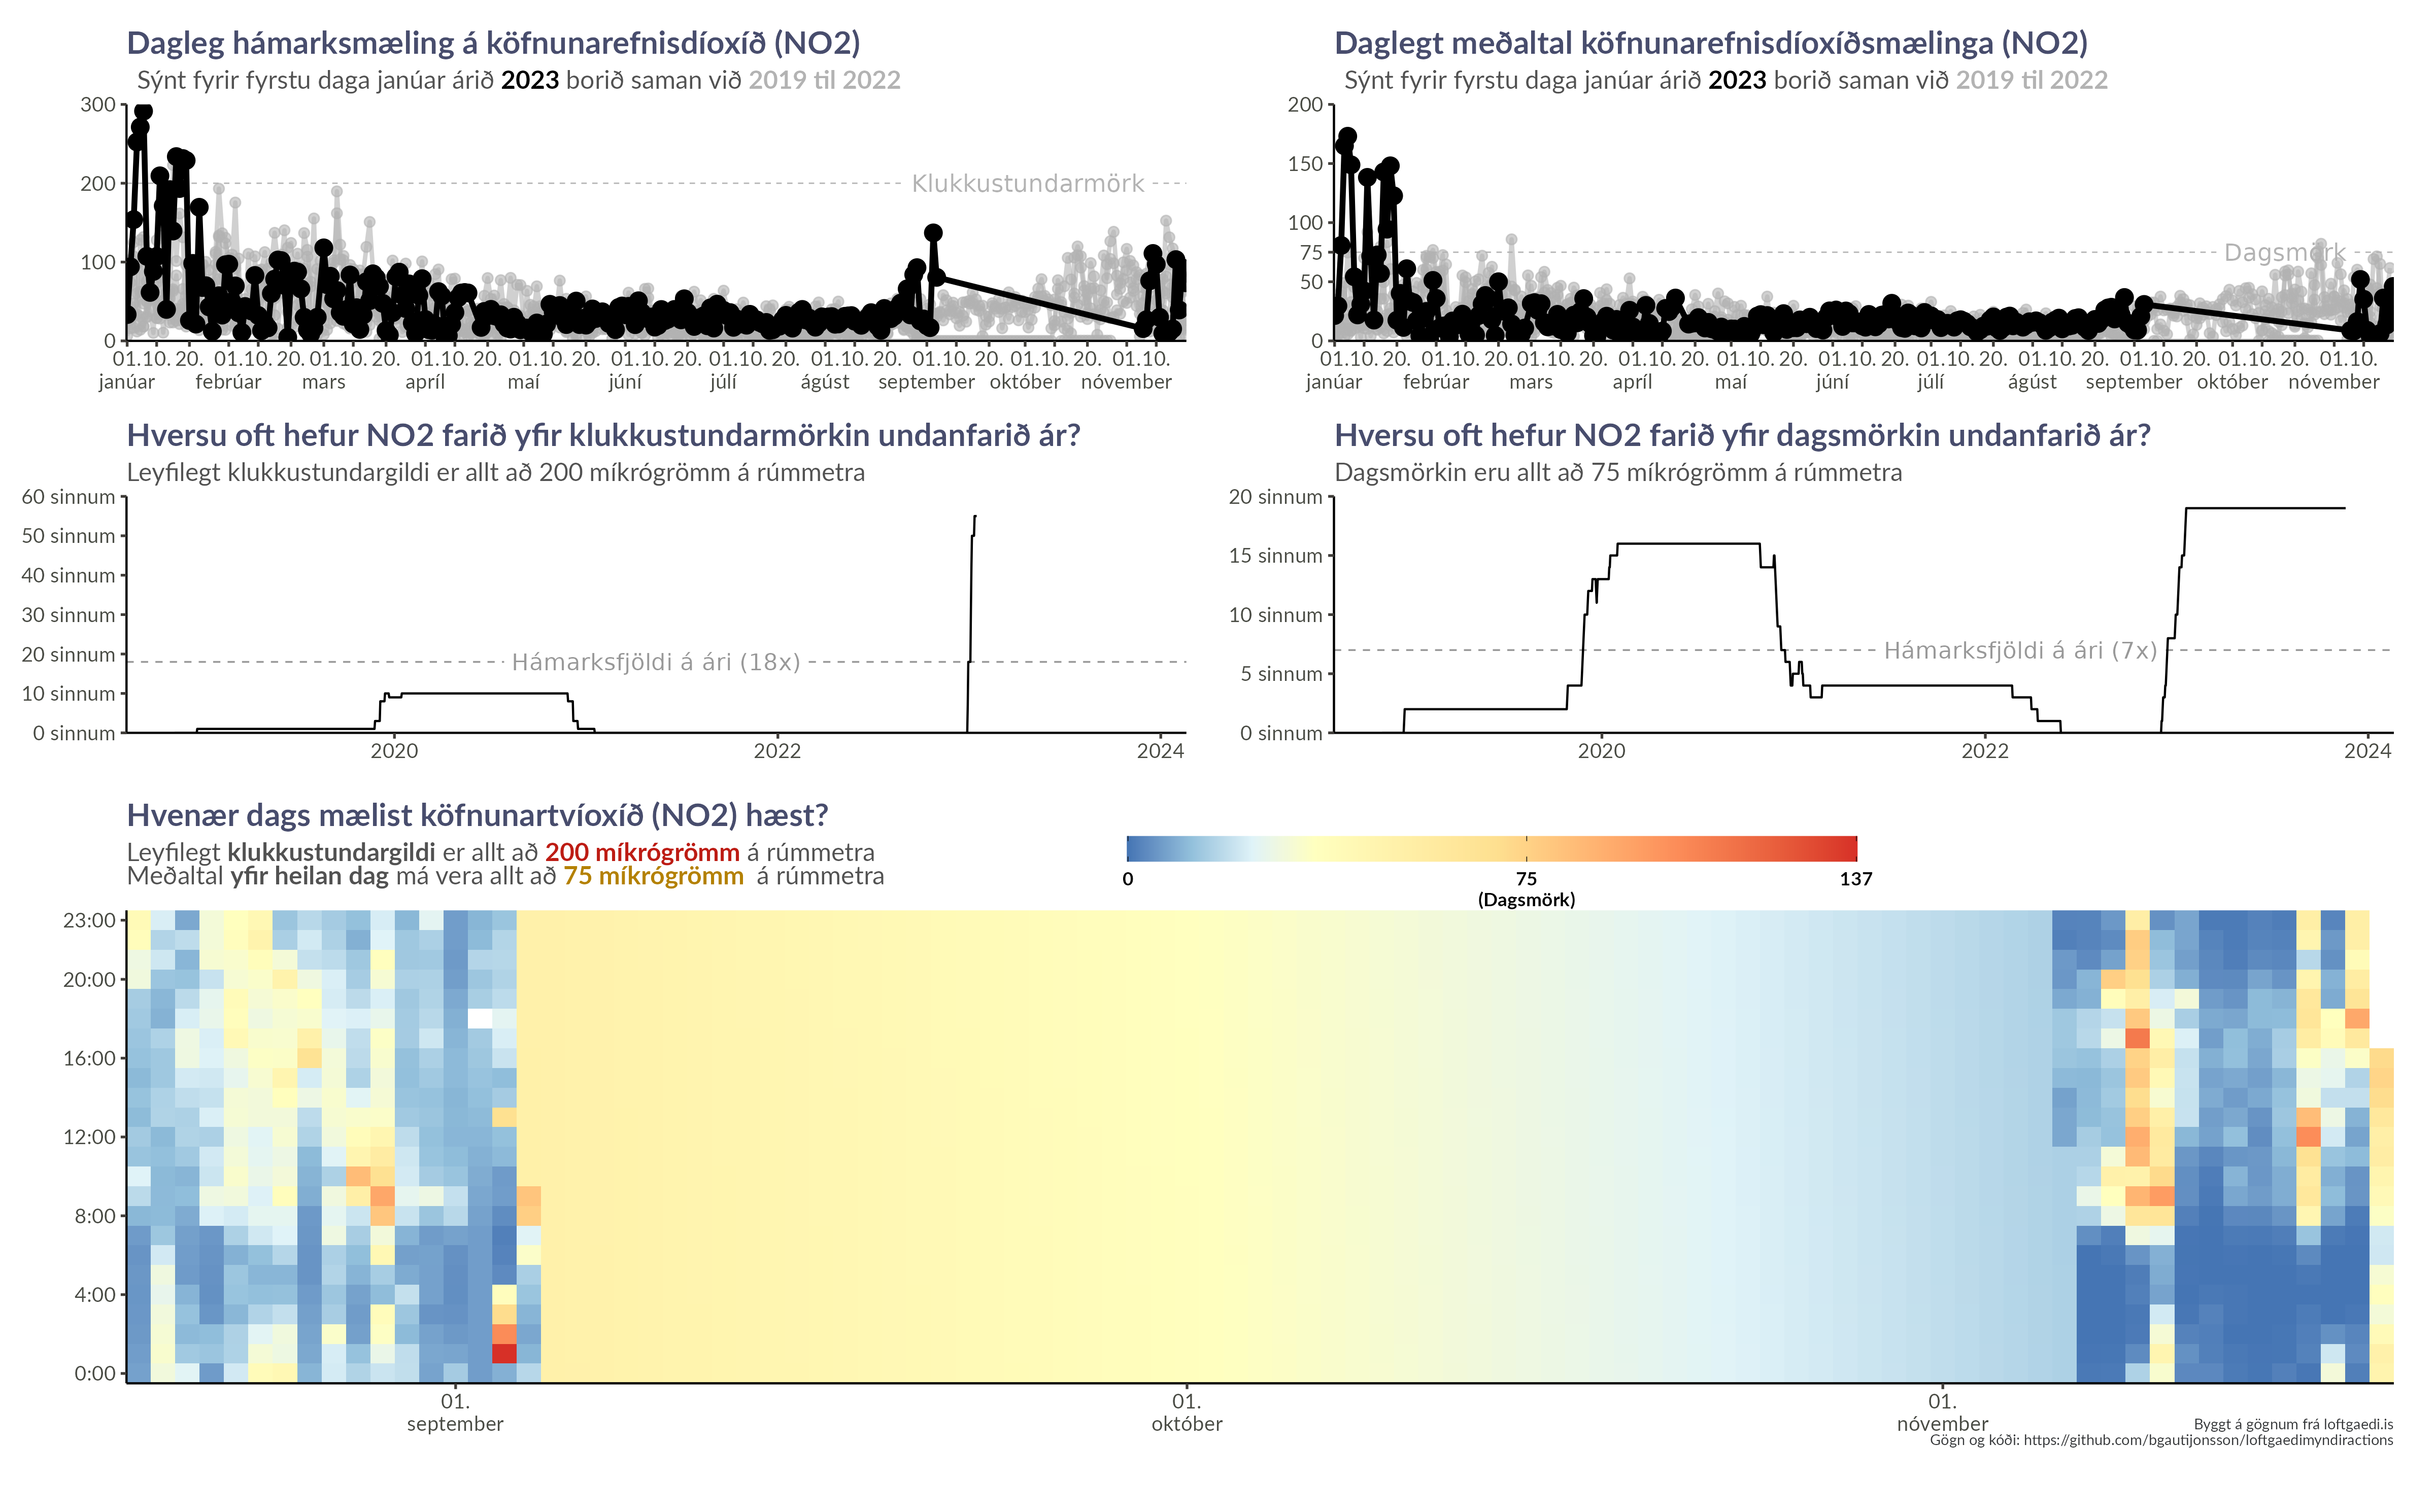 Dagleg hámarksmæling á köfnunarefnisdíoxíð (NO2)
Sýnt fyrir fyrstu daga janúar árið 2023 borið saman við 2019 til 2022
300
200
100
0
Klukkustundarmörk
01. 10. 20. 01. 10. 20. 01. 10. 20. 01. 10. 20. 01. 10. 20. 01. 10. 20. 01. 10. 20. 01. 10. 20. 01. 10. 20. 01. 10. 20. 01. 10.
janúar febrúar mars apríl maí júní júlí ágúst september október nóvember
Daglegt meðaltal köfnunarefnisdíoxíðsmælinga (NO2)
Sýnt fyrir fyrstu daga janúar árið 2023 borið saman við 2019 til 2022
200
150
100
75
50
0
Dagsmörk
01. 10. 20. 01. 10. 20. 01. 10. 20. 01. 10. 20. 01. 10. 20. 01. 10. 20. 01. 10. 20. 01. 10. 20. 01. 10. 20. 01. 10. 20. 01. 10.
janúar febrúar mars apríl maí júní júlí ágúst september október nóvember
Hversu oft hefur NO2 farið yfir klukkustundarmörkin undanfarið ár?
Leyfilegt klukkustundargildi er allt að 200 míkrógrömm á rúmmetra
60 sinnum
50 sinnum
40 sinnum
30 sinnum
20 sinnum
10 sinnum
0 sinnum
Hámarksfjöldi á ári (18x)
2020 2022 2024
Hversu oft hefur NO2 farið yfir dagsmörkin undanfarið ár?
Dagsmörkin eru allt að 75 míkrógrömm á rúmmetra
20 sinnum
15 sinnum
10 sinnum
5 sinnum
0 sinnum
Hámarksfjöldi á ári (7x)
2020 2022 2024
Hvenær dags mælist köfnunartvíoxíð (NO2) hæst?
Leyfilegt klukkustundargildi er allt að 200 míkrógrömm á rúmmetra
Meðaltal yfir heilan dag má vera allt að 75 míkrógrömm á rúmmetra
0 75 137
(Dagsmörk)
23:00
20:00
16:00
12:00
8:00
4:00
0:00
01. 01. 01.
september október nóvember
Byggt á gögnum frá loftgaedi.is
Gögn og kóði: https://github.com/bgautijonsson/loftgaedimyndiractions